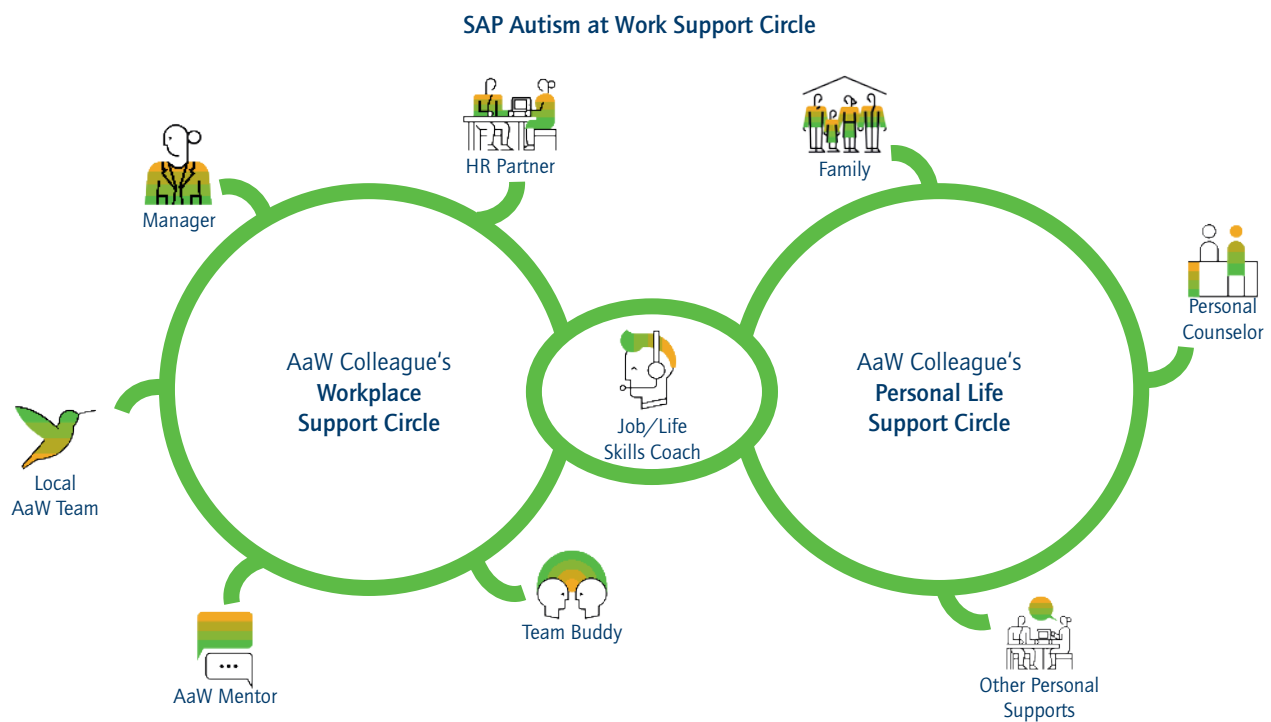 SAP Autism at Work Support Circle
HR Partner
Family
Manager
Personal
Counselor
AaW Colleague‘s
Workplace
Support Circle
Job/Life
Skills Coach
AaW Colleague‘s
Personal Life
Support Circle
Local
AaW Team
Team Buddy
AaW Mentor
Other Personal
Supports